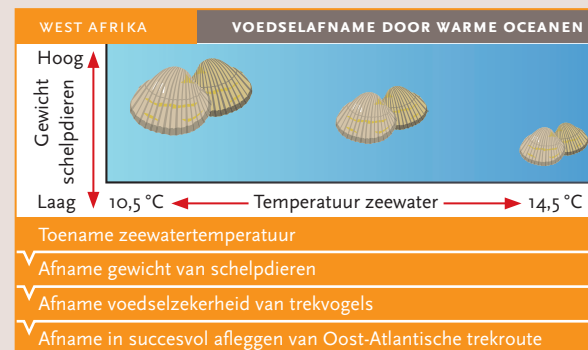 WEST AFRIKA
VOEDSELAFNAME DOOR WARME OCEANEN
Hoog
Gewicht
schelpdieren
Laag
10,5 °C
Temperatuur zeewater
14,5 °C
Toename zeewatertemperatuur
Afname gewicht van schelpdieren
Afname voedselzekerheid van trekvogels
Afname in succesvol afleggen van Oost-Atlantische trekroute